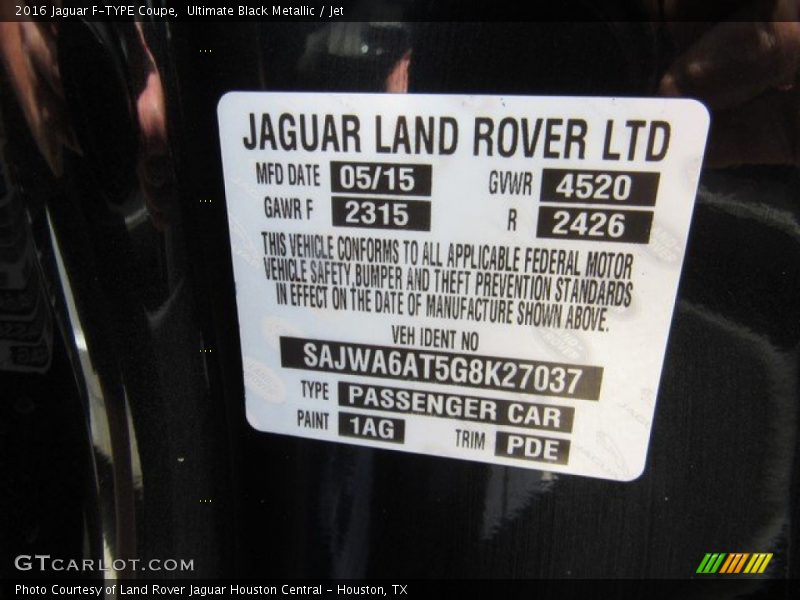 2016 Jaguar F-TYPE Coupe, Ultimate Black Metallic / Jet
JAGUAR LAND ROVER LTD
MFD DATE 05/15 GVWR 4520
GAWR F 2315 R 2426
THIS VEHICLE CONFORMS TO ALL APPLICABLE FEDERAL MOTOR
VEHICLE SAFETY,BUMPER AND THEFT PREVENTION STANDARDS
IN EFFECT ON THE DATE OF MANUFACTURE SHOWN ABOVE.
VEH IDENT NO
SAJWA6AT5G8K27037
TYPE PASSENGER CAR
PAINT 1AG TRIM PDE
GTCARLOT.COM
Photo Courtesy of Land Rover Jaguar Houston Central - Houston, TX